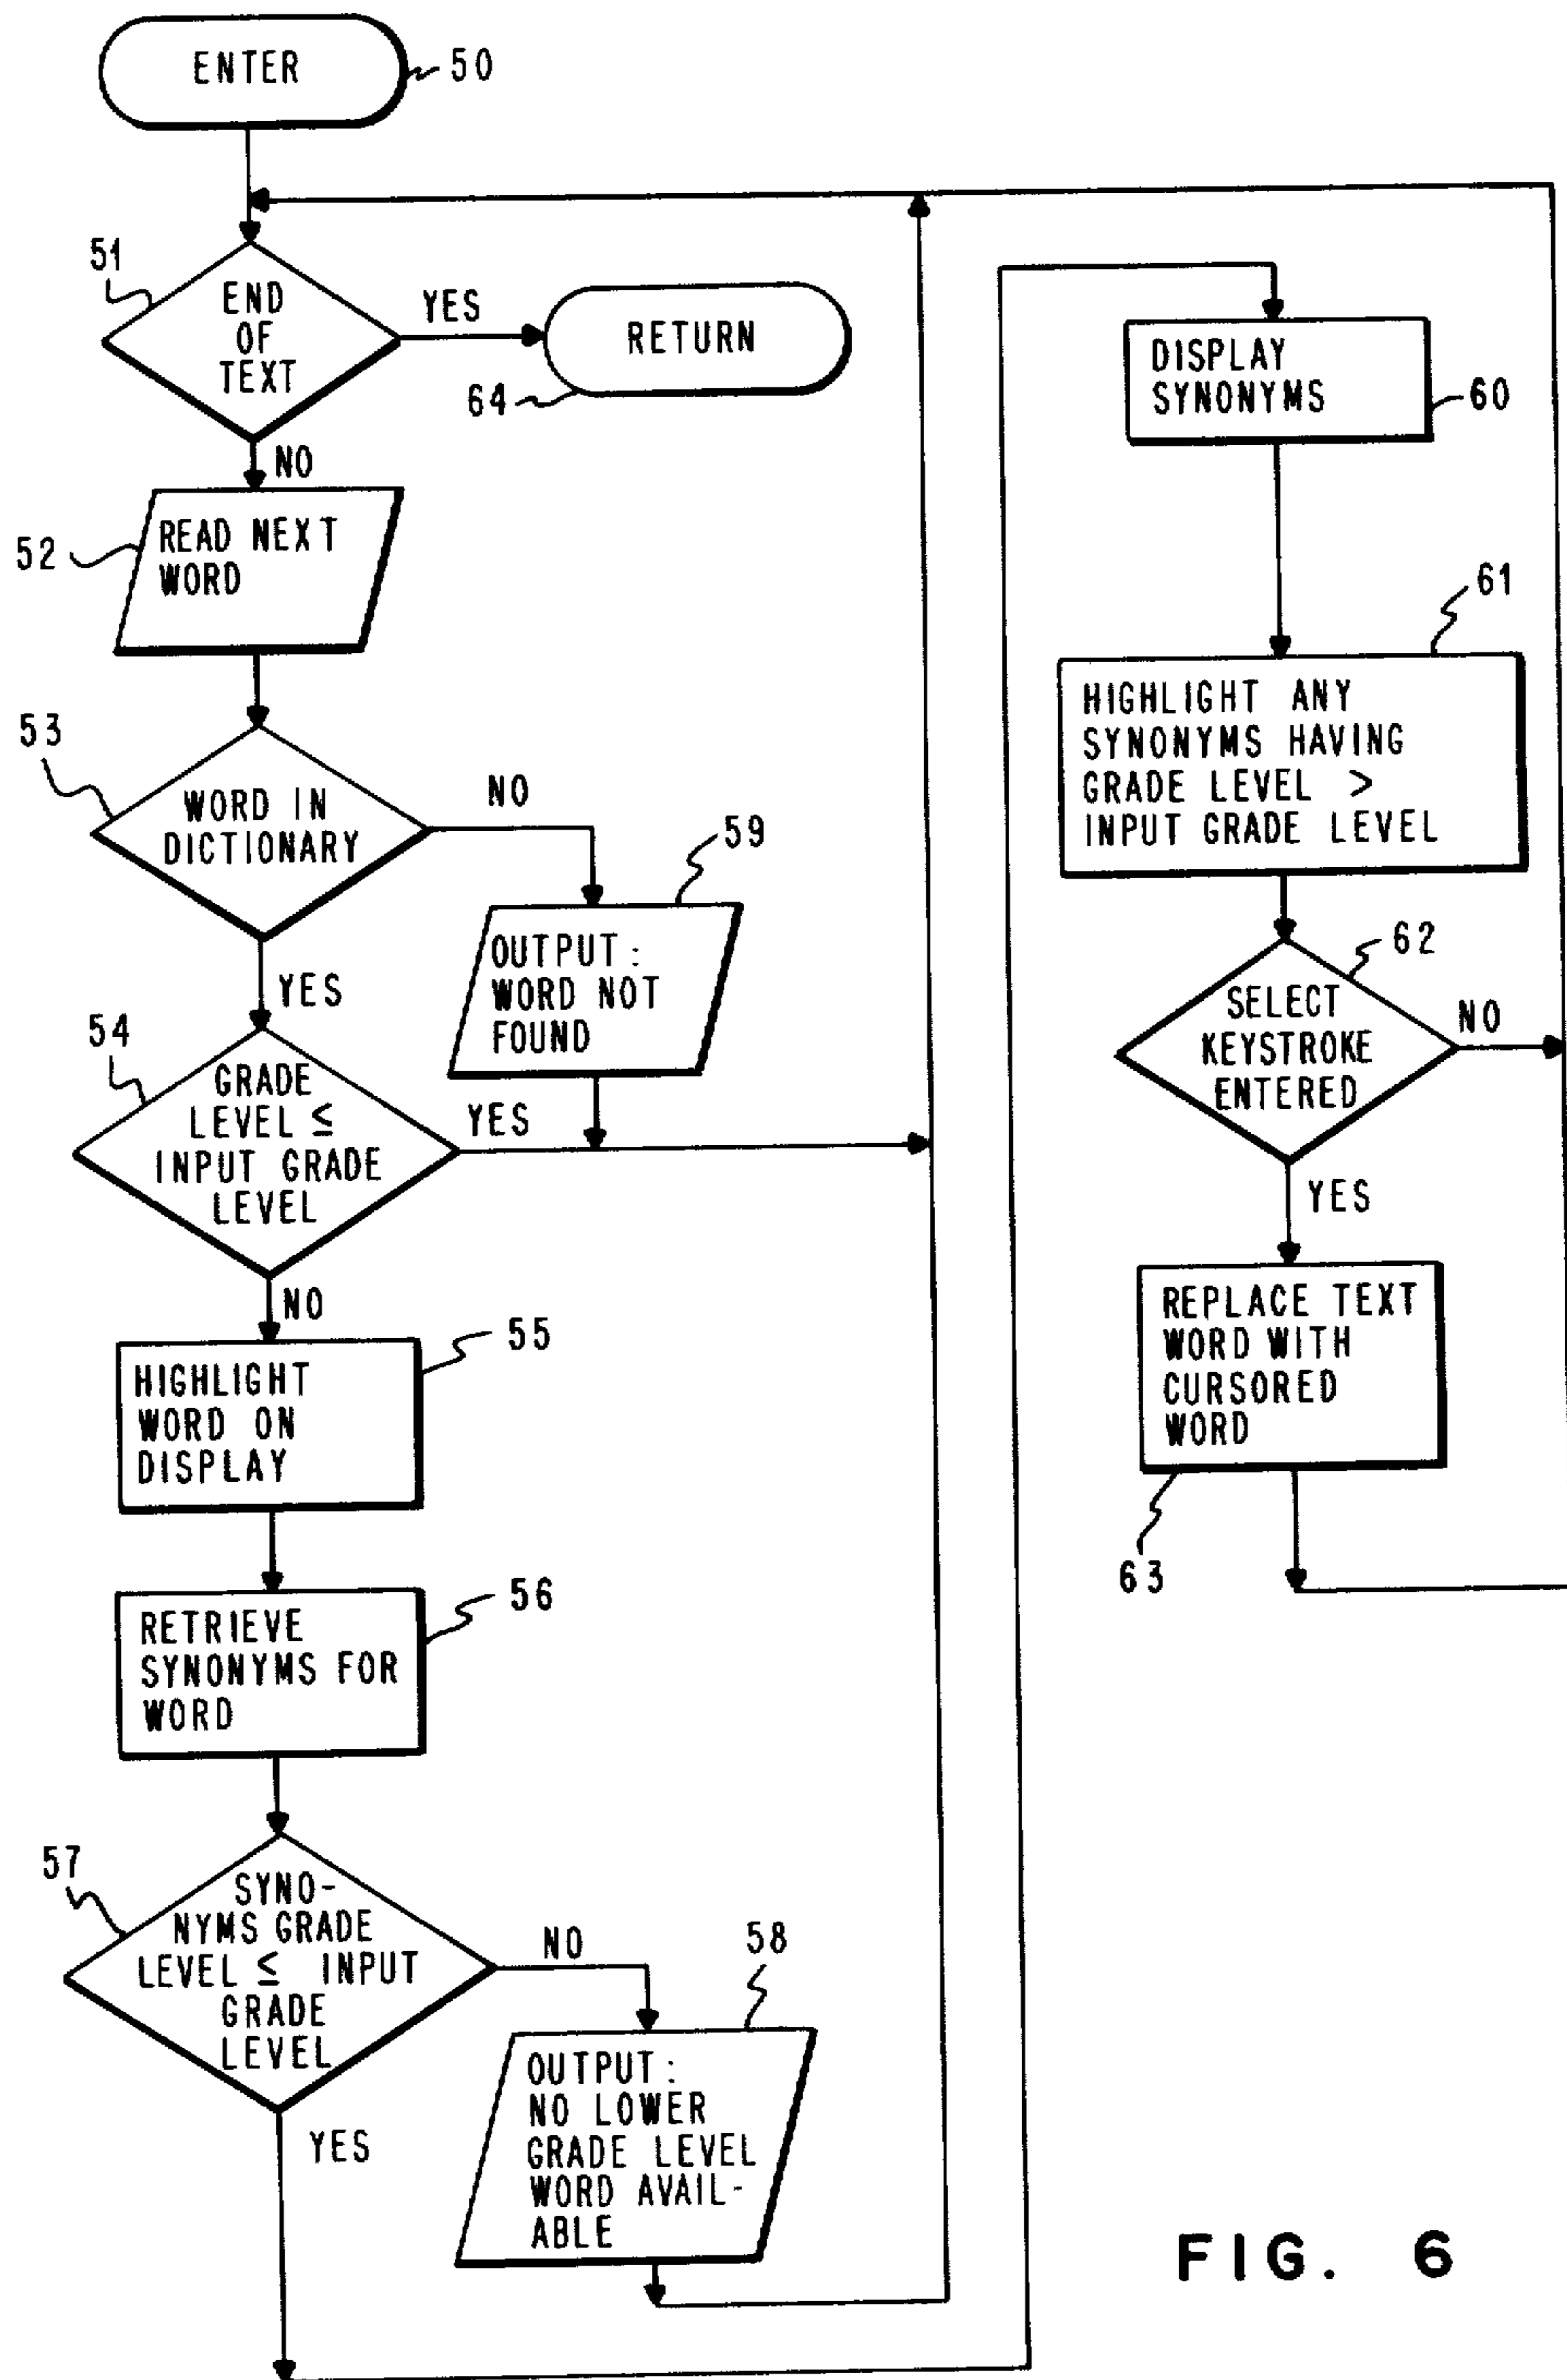 ENTER
50
51
END
OF
TEXT
YES
RETURN
64
NO
52
READ NEXT
WORD
53
WORD IN
DICTIONARY
NO
59
OUTPUT:
WORD NOT
FOUND
YES
54
GRADE
LEVEL ≤
INPUT GRADE
LEVEL
YES
NO
55
HIGHLIGHT
WORD ON
DISPLAY
56
RETRIEVE
SYNONYMS FOR
WORD
57
SYNO-
NYMS GRADE
LEVEL ≤ INPUT
GRADE
LEVEL
NO
58
OUTPUT:
NO LOWER
GRADE LEVEL
WORD AVAIL-
ABLE
YES
DISPLAY
SYNONYMS
60
61
HIGHLIGHT ANY
SYNONYMS HAVING
GRADE LEVEL >
INPUT GRADE LEVEL
62
SELECT
KEYSTROKE
ENTERED
NO
YES
REPLACE TEXT
WORD WITH
CURSORED
WORD
63
FIG. 6